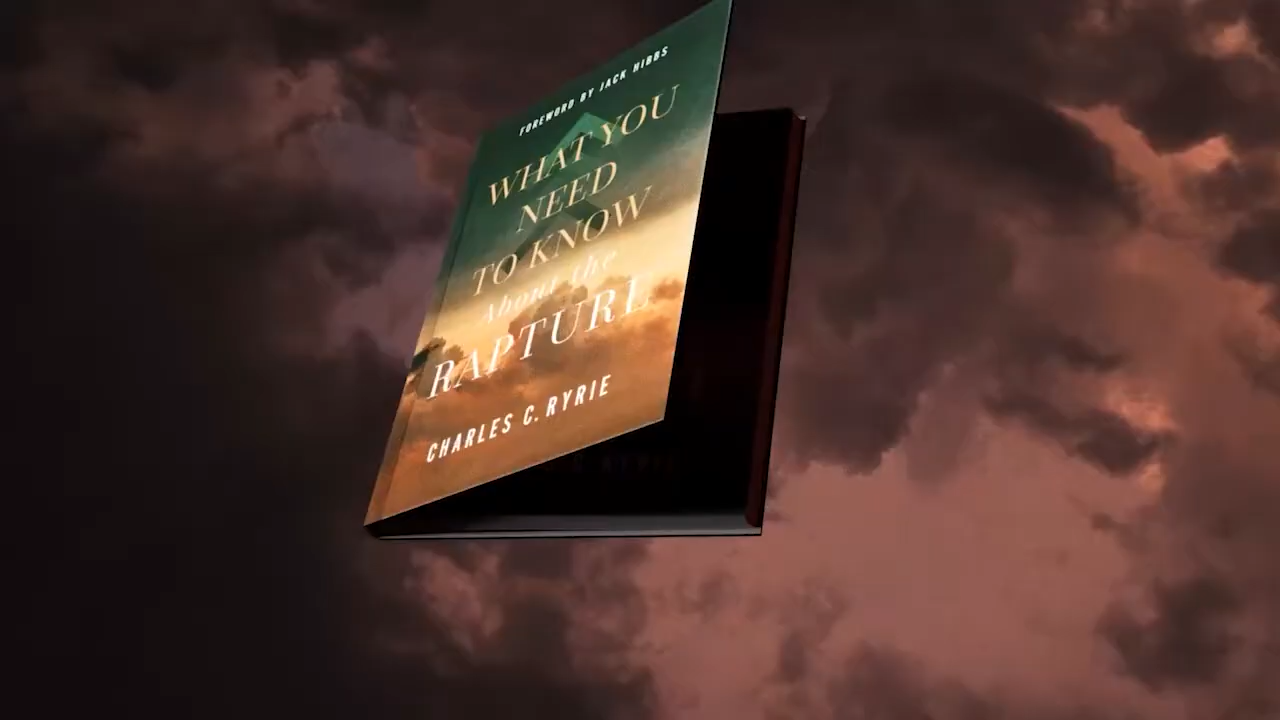 FOREWORD BY JACK HIBBS
WHAT YOU
NEED
TO KNOW
About the
RAPTURE
CHARLES C. RYRIE